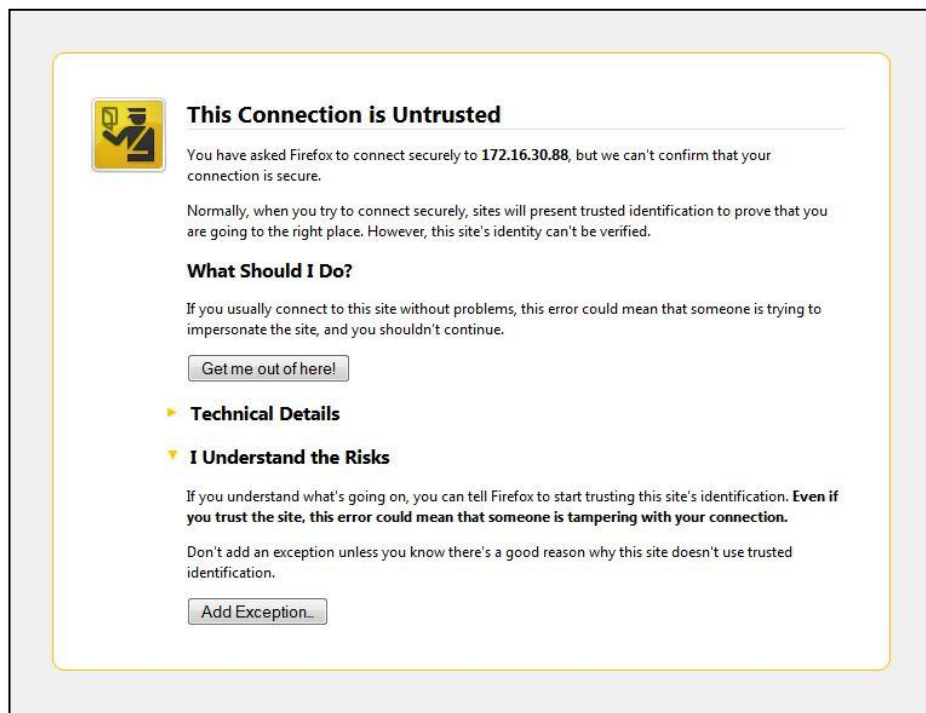 This Connection is Untrusted
You have asked Firefox to connect securely to 172.16.30.88, but we can't confirm that your
connection is secure.
Normally, when you try to connect securely, sites will present trusted identification to prove that you
are going to the right place. However, this site's identity can't be verified.
What Should I Do?
If you usually connect to this site without problems, this error could mean that someone is trying to
impersonate the site, and you shouldn't continue.
Get me out of here!
Technical Details
I Understand the Risks
If you understand what's going on, you can tell Firefox to start trusting this site's identification. Even if
you trust the site, this error could mean that someone is tampering with your connection.
Don't add an exception unless you know there's a good reason why this site doesn't use trusted
identification.
Add Exception...